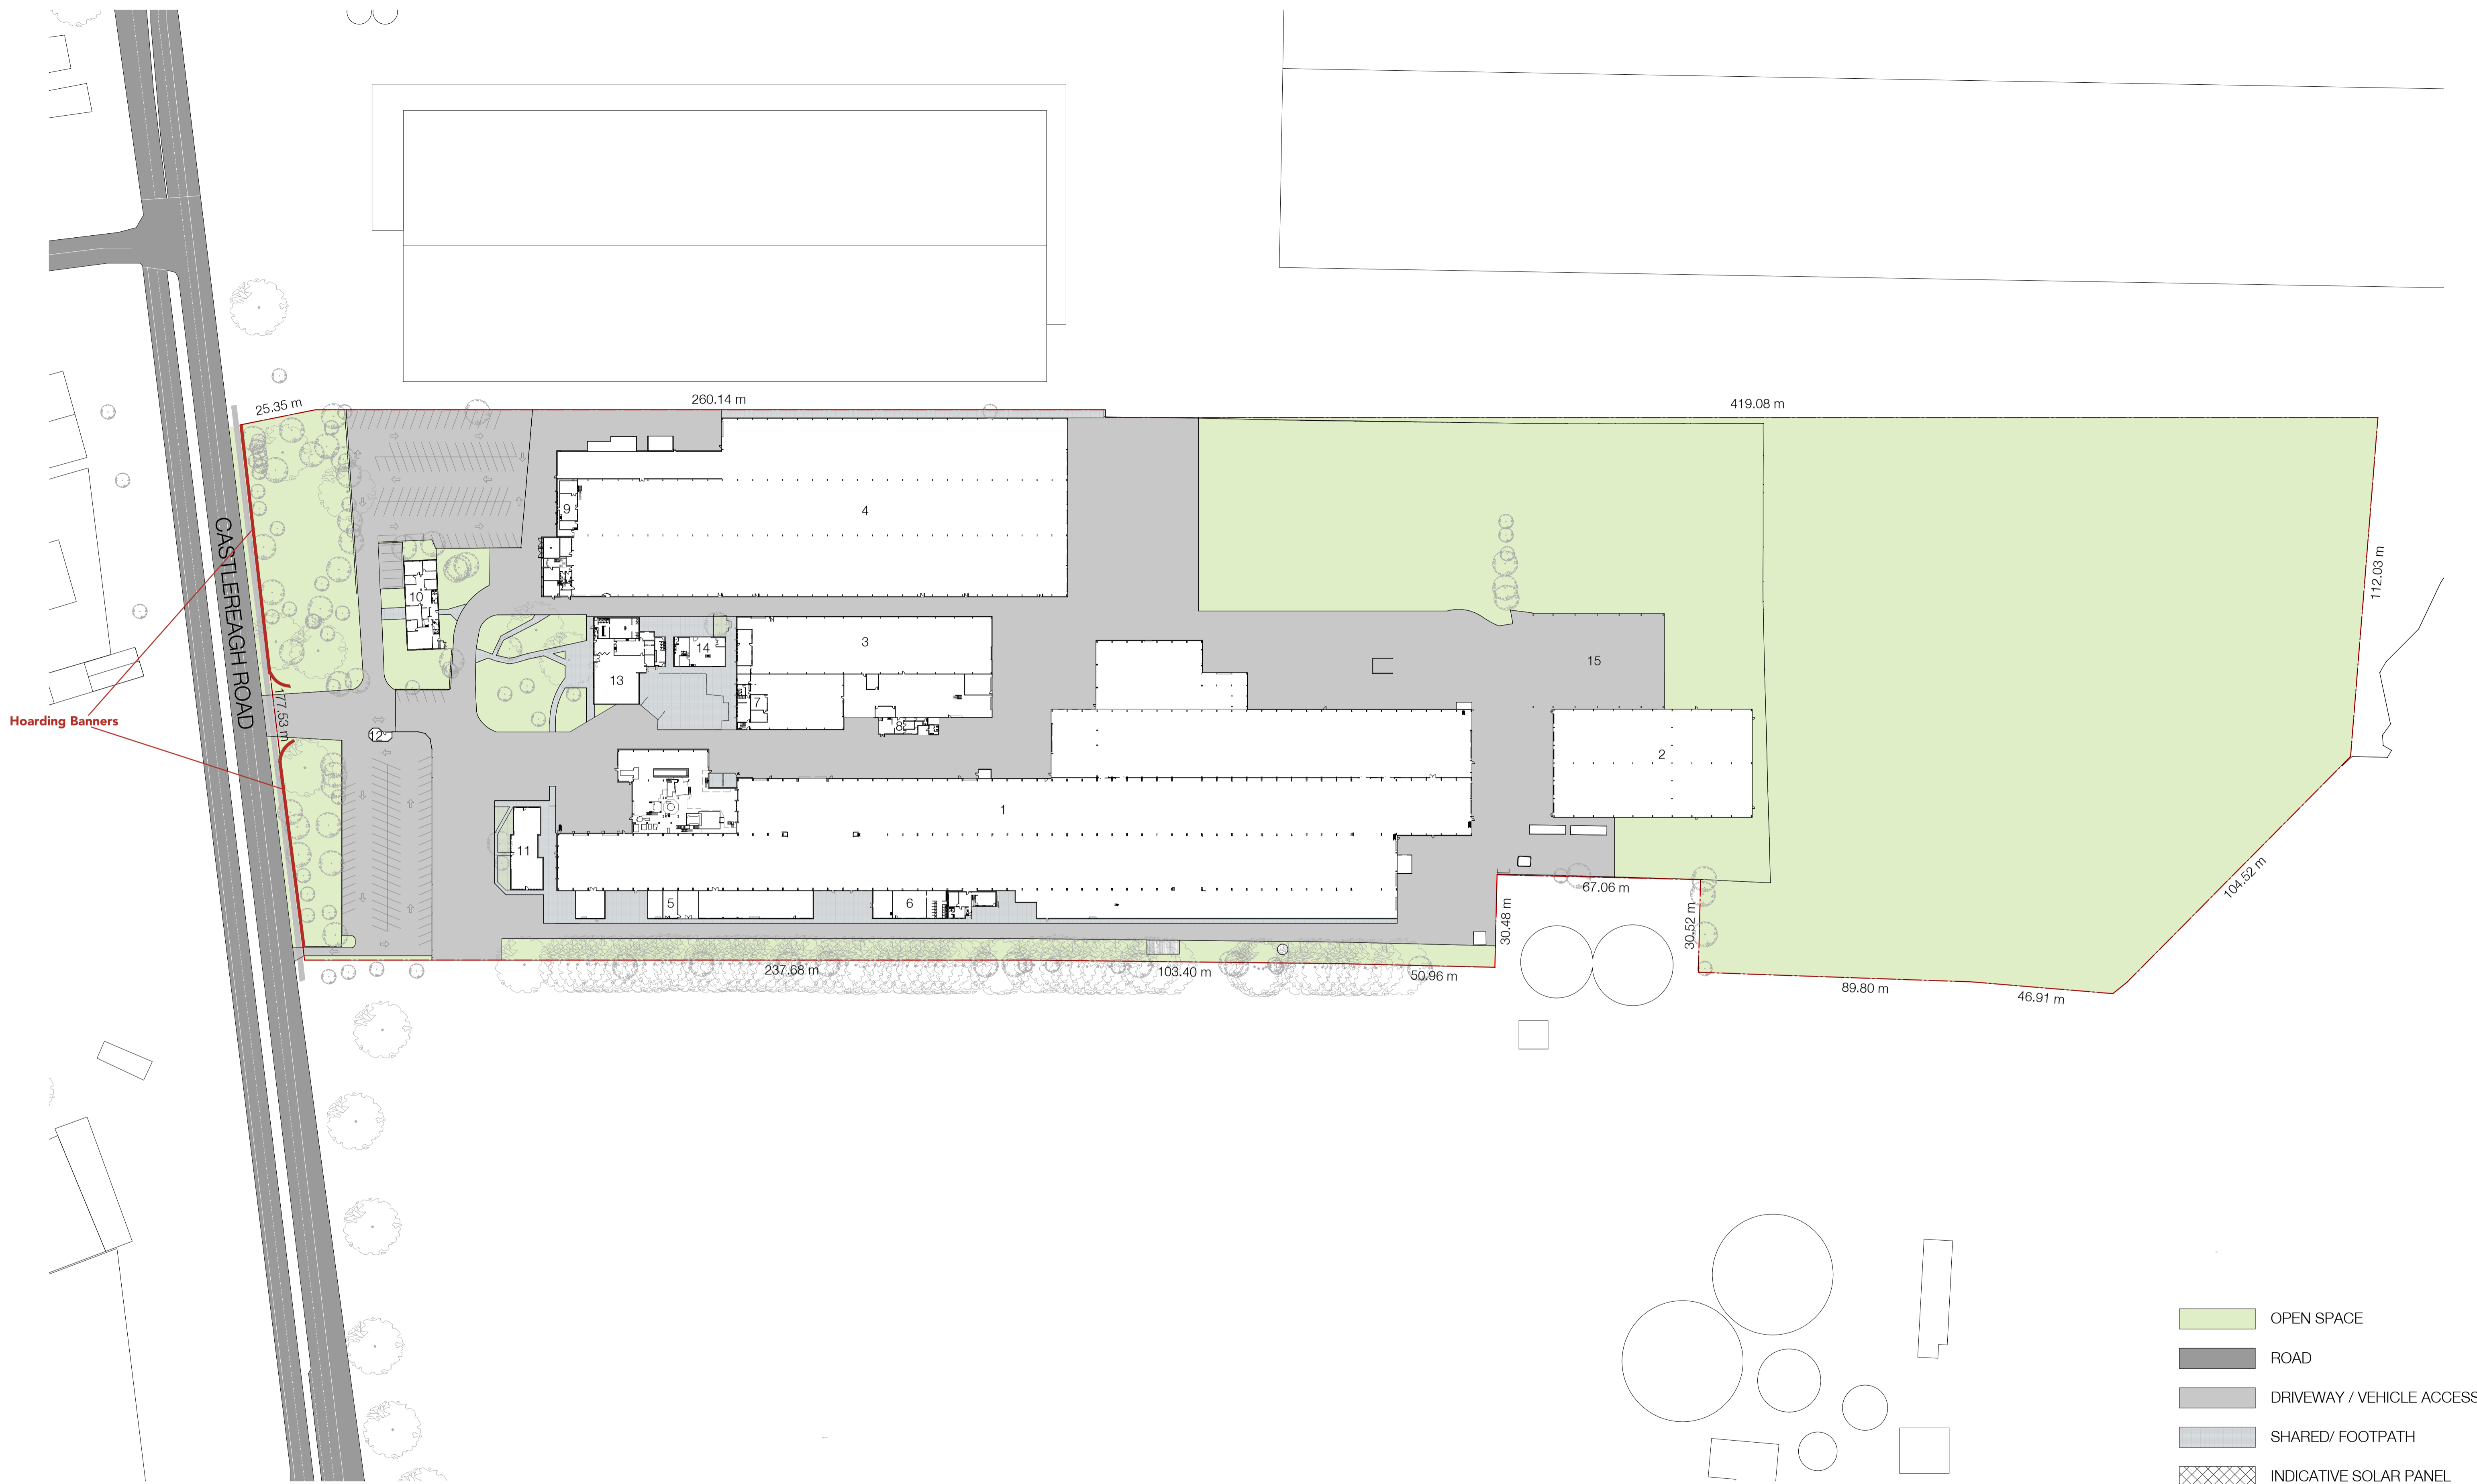 25.35 m
260.14 m
419.08 m
CASTLEREAGH ROAD
9
4
112.03 m
10
3
14
15
13
7
177.53 m
Hoarding Banners
8
12
2
1
11
5
6
67.06 m
104.52 m
30.48 m
30.52 m
237.68 m
103.40 m
50.96 m
89.80 m
46.91 m
OPEN SPACE
ROAD
DRIVEWAY / VEHICLE ACCESS
SHARED/ FOOTPATH
INDICATIVE SOLAR PANEL